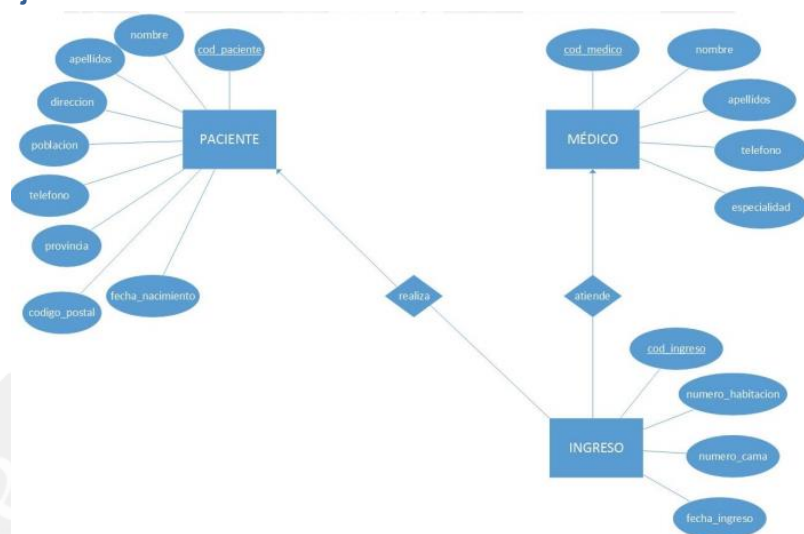 nombre
cod_paciente
apellidos
direccion
PACIENTE
poblacion
telefono
provincia
fecha_nacimiento
codigo_postal
cod_medico
nombre
apellidos
MÉDICO
telefono
especialidad
realiza
atiende
cod_ingreso
numero_habitacion
INGRESO
numero_cama
fecha_ingreso